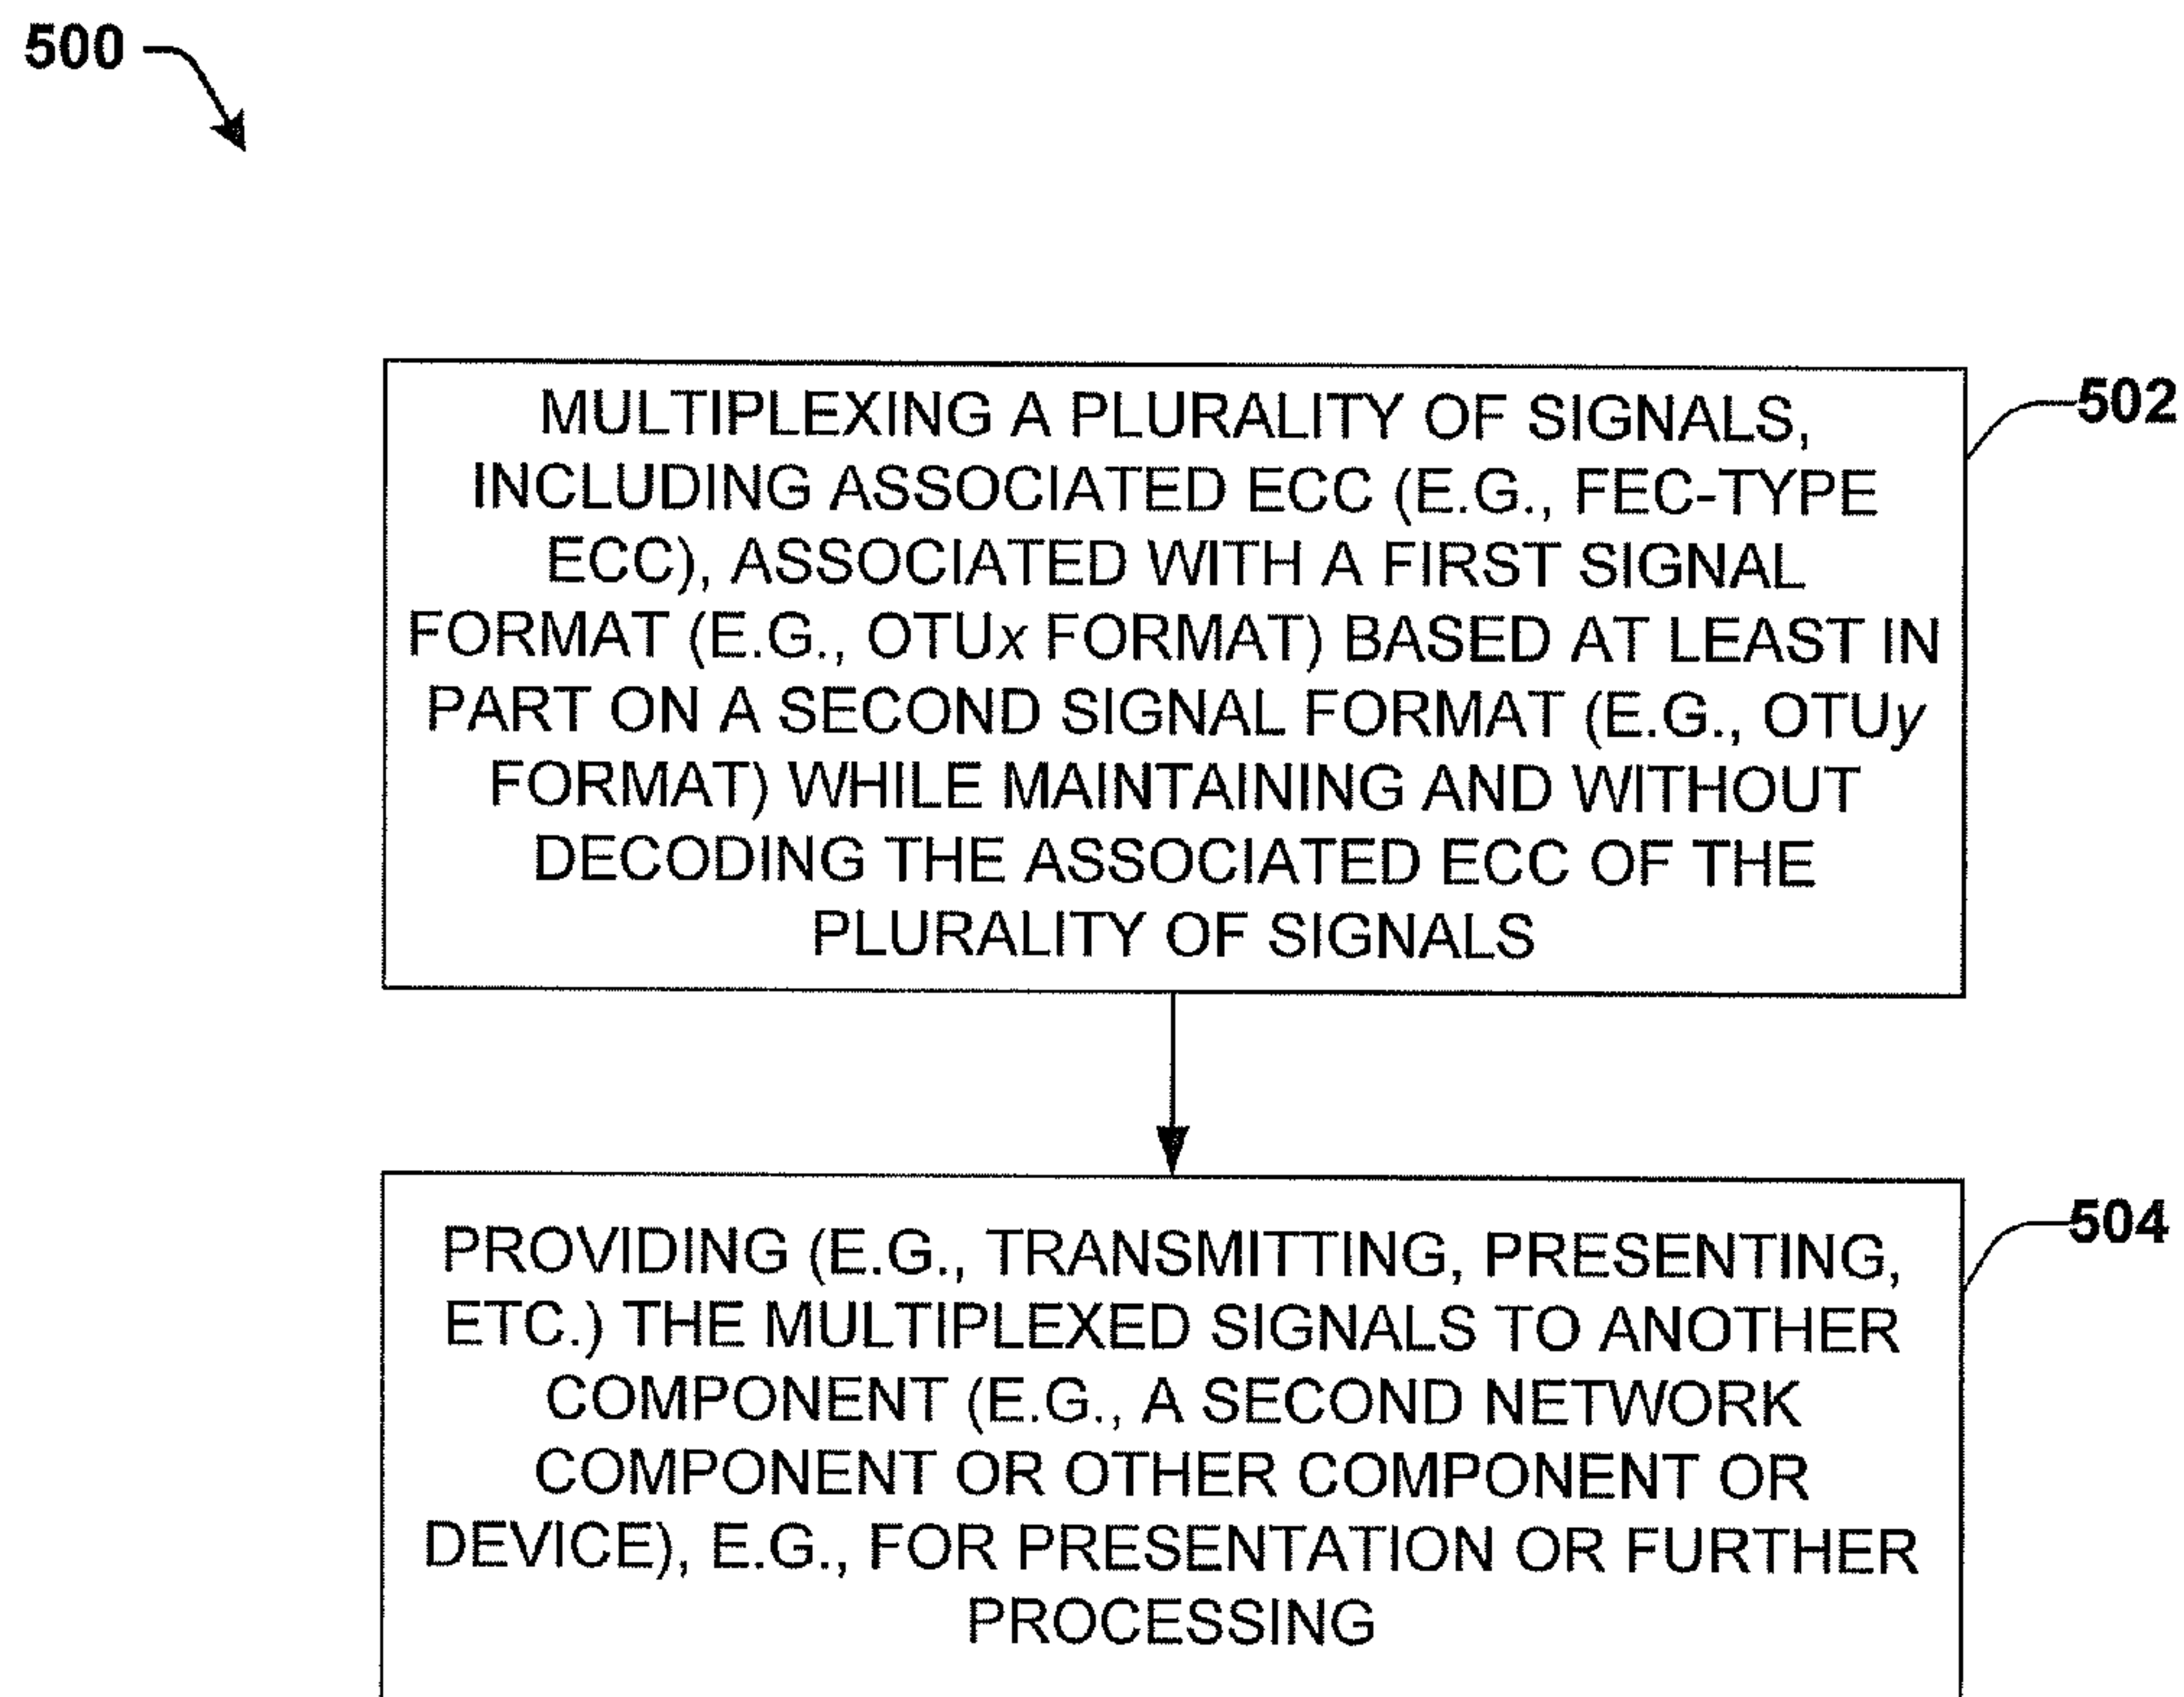 500
MULTIPLEXING A PLURALITY OF SIGNALS,
502
INCLUDING ASSOCIATED ECC (E.G., FEC-TYPE
ECC), ASSOCIATED WITH A FIRST SIGNAL
FORMAT (E.G., OTUx FORMAT) BASED AT LEAST IN
PART ON A SECOND SIGNAL FORMAT (E.G., OTUy
FORMAT) WHILE MAINTAINING AND WITHOUT
DECODING THE ASSOCIATED ECC OF THE
PLURALITY OF SIGNALS
504
PROVIDING (E.G., TRANSMITTING, PRESENTING,
ETC.) THE MULTIPLEXED SIGNALS TO ANOTHER
COMPONENT (E.G., A SECOND NETWORK
COMPONENT OR OTHER COMPONENT OR
DEVICE), E.G., FOR PRESENTATION OR FURTHER
PROCESSING